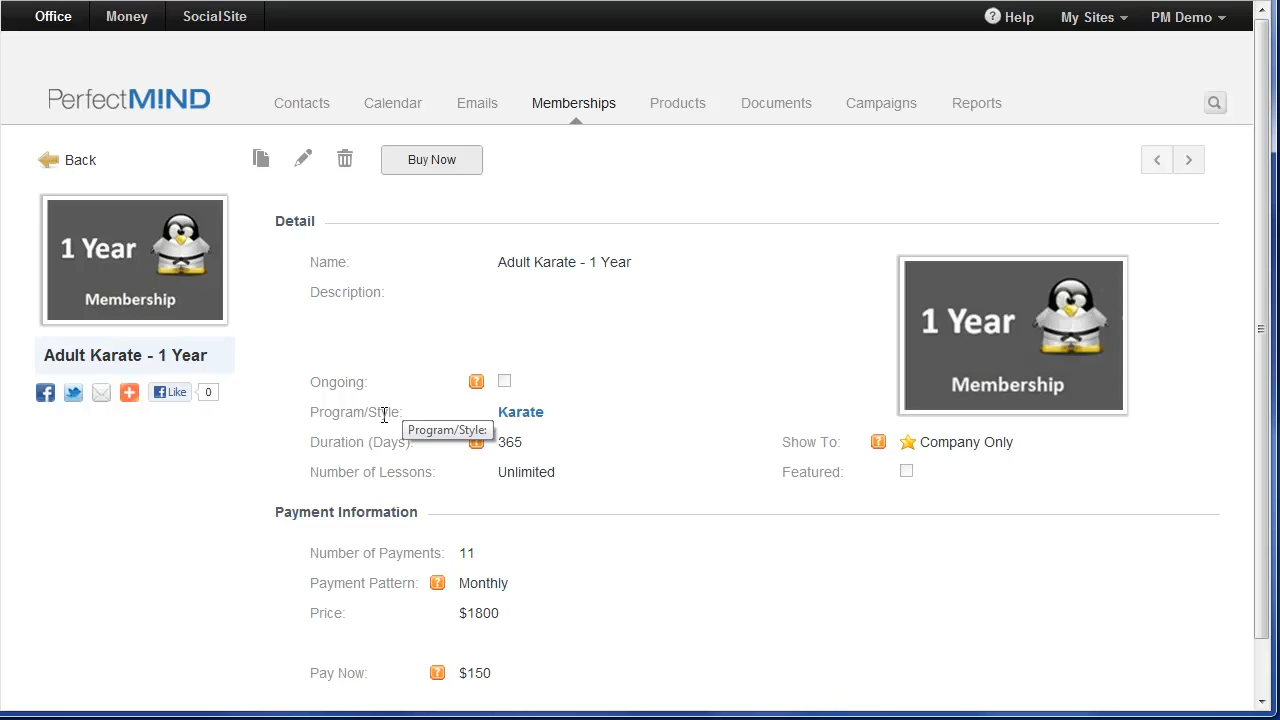 Office Money SocialSite Help My Sites PM Demo
PerfectMIND Contacts Calendar Emails Memberships Products Documents Campaigns Reports
Back Buy Now
1 Year
Membership
Adult Karate - 1 Year
Like 0
Detail
Name: Adult Karate - 1 Year
Description:
1 Year
Membership
Ongoing:
Program/Style: Karate
Program/Style:
Duration (Days): 365 Show To: Company Only
Number of Lessons: Unlimited Featured:
Payment Information
Number of Payments: 11
Payment Pattern: Monthly
Price: $1800
Pay Now: $150